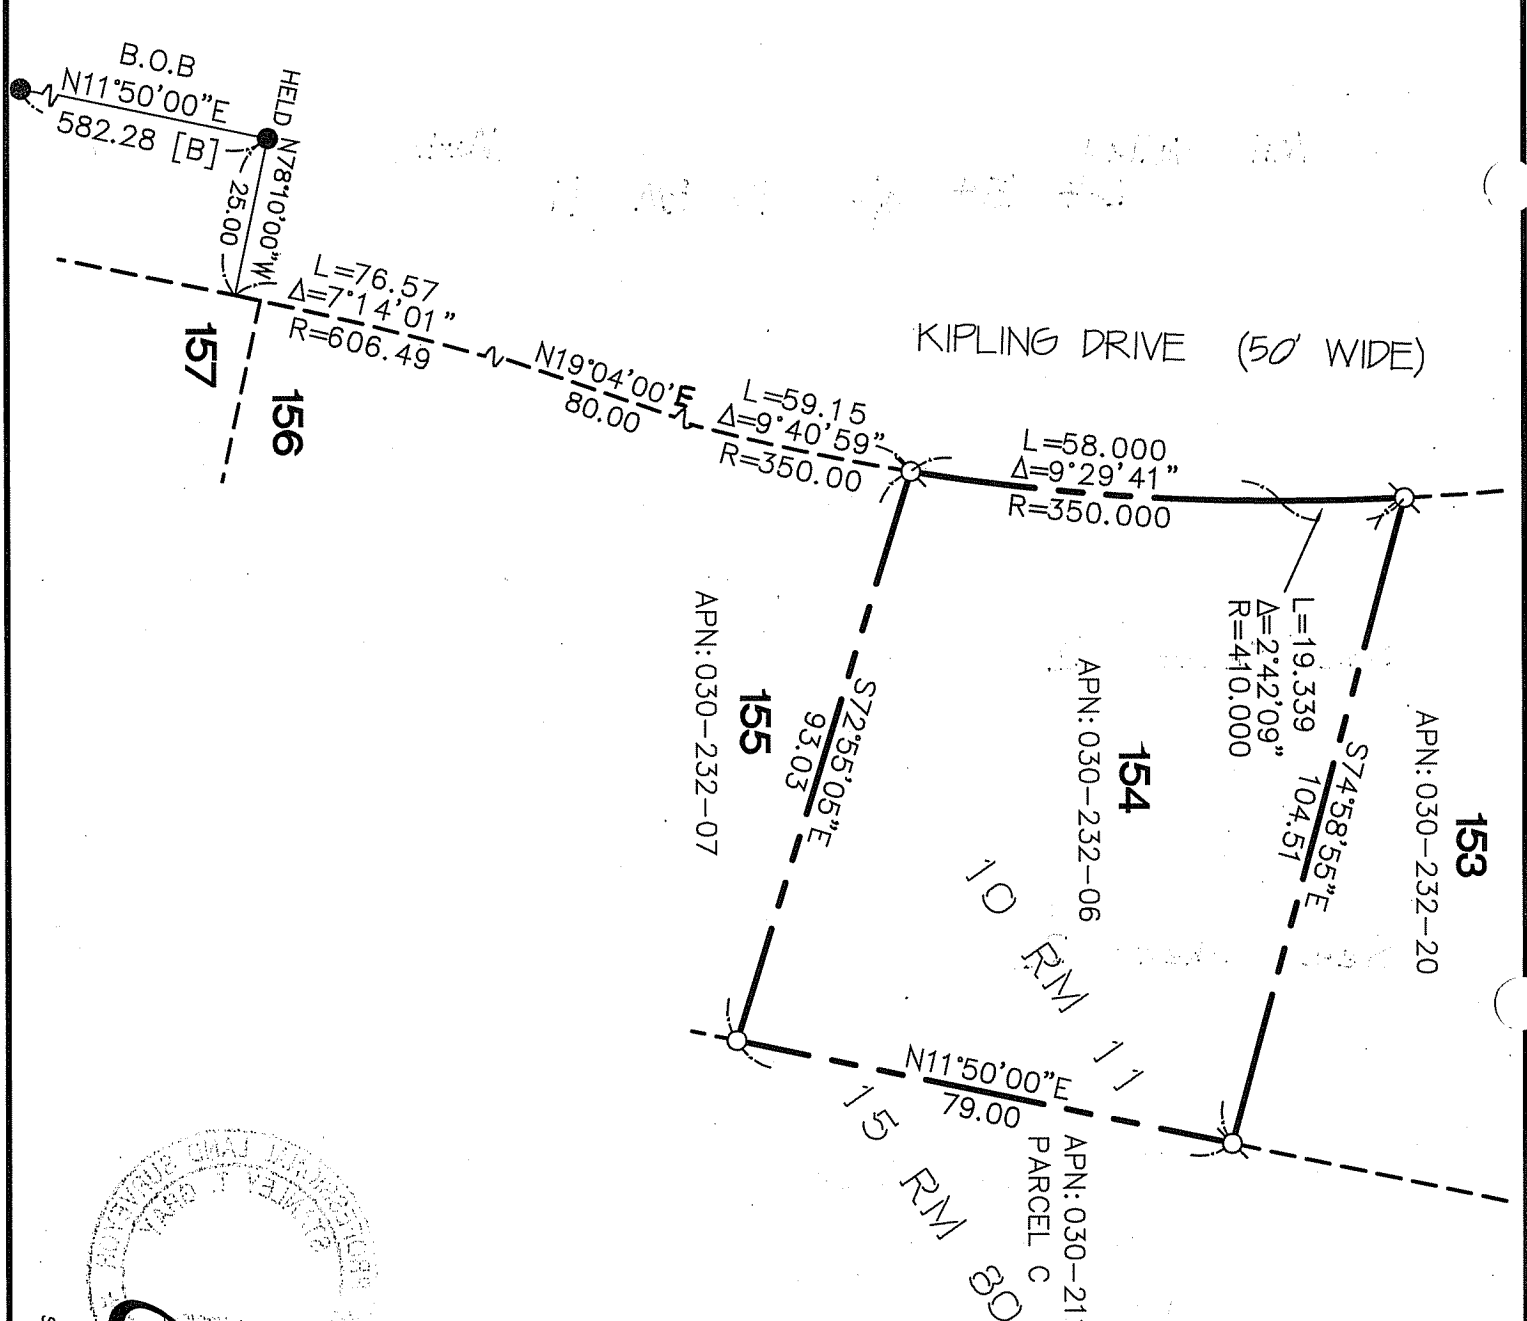 B.O.B
N11°50'00"E
582.28 [B]
HELD
N78°10'00"W
25.00
157
156
L=76.57
Δ=7°14'01"
R=606.49
N19°04'00'E
80.00
L=59.15
Δ=9°40'59"
R=350.00
KIPLING DRIVE (50' WIDE)
L=58.000
Δ=9°29'41"
R=350.000
L=19.339
Δ=2°42'09"
R=410.000
S72°55'05"E
93.03
155
APN:030-232-07
154
APN:030-232-06
S74°58'55"E
104.51
153
APN:030-232-20
10 RM 11
N11°50'00"E
79.00
15 RM 80
APN:030-21
PARCEL C